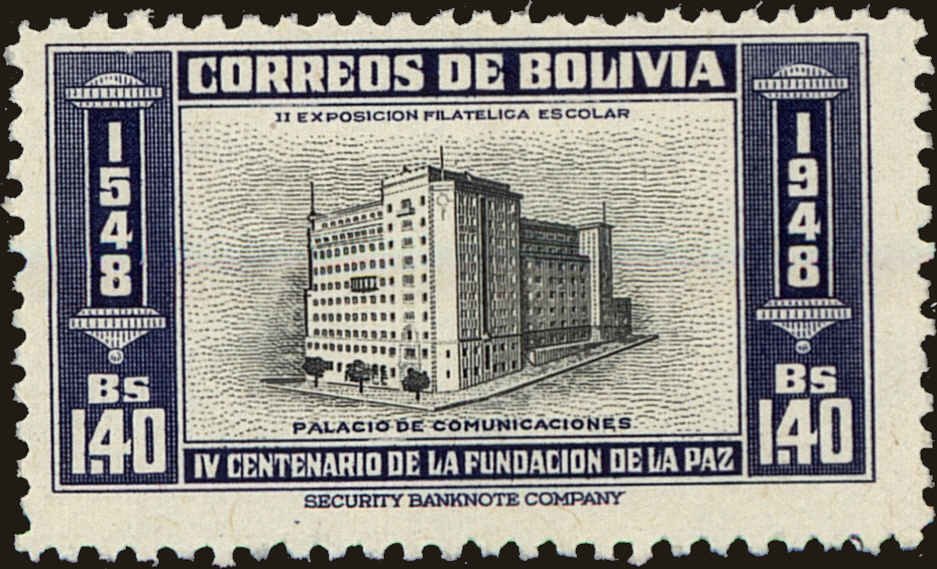 CORREOS DE BOLIVIA
II EXPOSICION FILATELICA ESCOLAR
1548
1948
Bs
1.40
Bs
1.40
PALACIO DE COMUNICACIONES
IV CENTENARIO DE LA FUNDACION DE LA PAZ
SECURITY BANKNOTE COMPANY